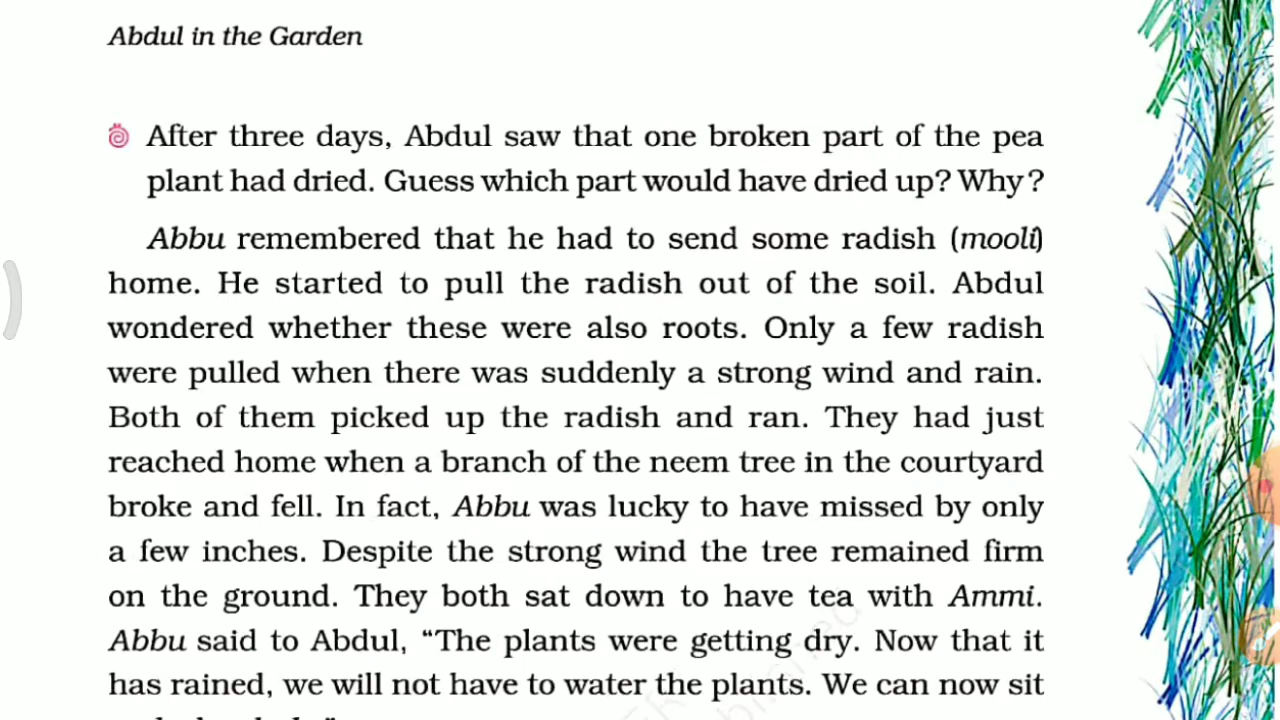 Abdul in the Garden
After three days, Abdul saw that one broken part of the pea
plant had dried. Guess which part would have dried up? Why?
Abbu remembered that he had to send some radish (mooli)
home. He started to pull the radish out of the soil. Abdul
wondered whether these were also roots. Only a few radish
were pulled when there was suddenly a strong wind and rain.
Both of them picked up the radish and ran. They had just
reached home when a branch of the neem tree in the courtyard
broke and fell. In fact, Abbu was lucky to have missed by only
a few inches. Despite the strong wind the tree remained firm
on the ground. They both sat down to have tea with Ammi.
Abbu said to Abdul, “The plants were getting dry. Now that it
has rained, we will not have to water the plants. We can now sit